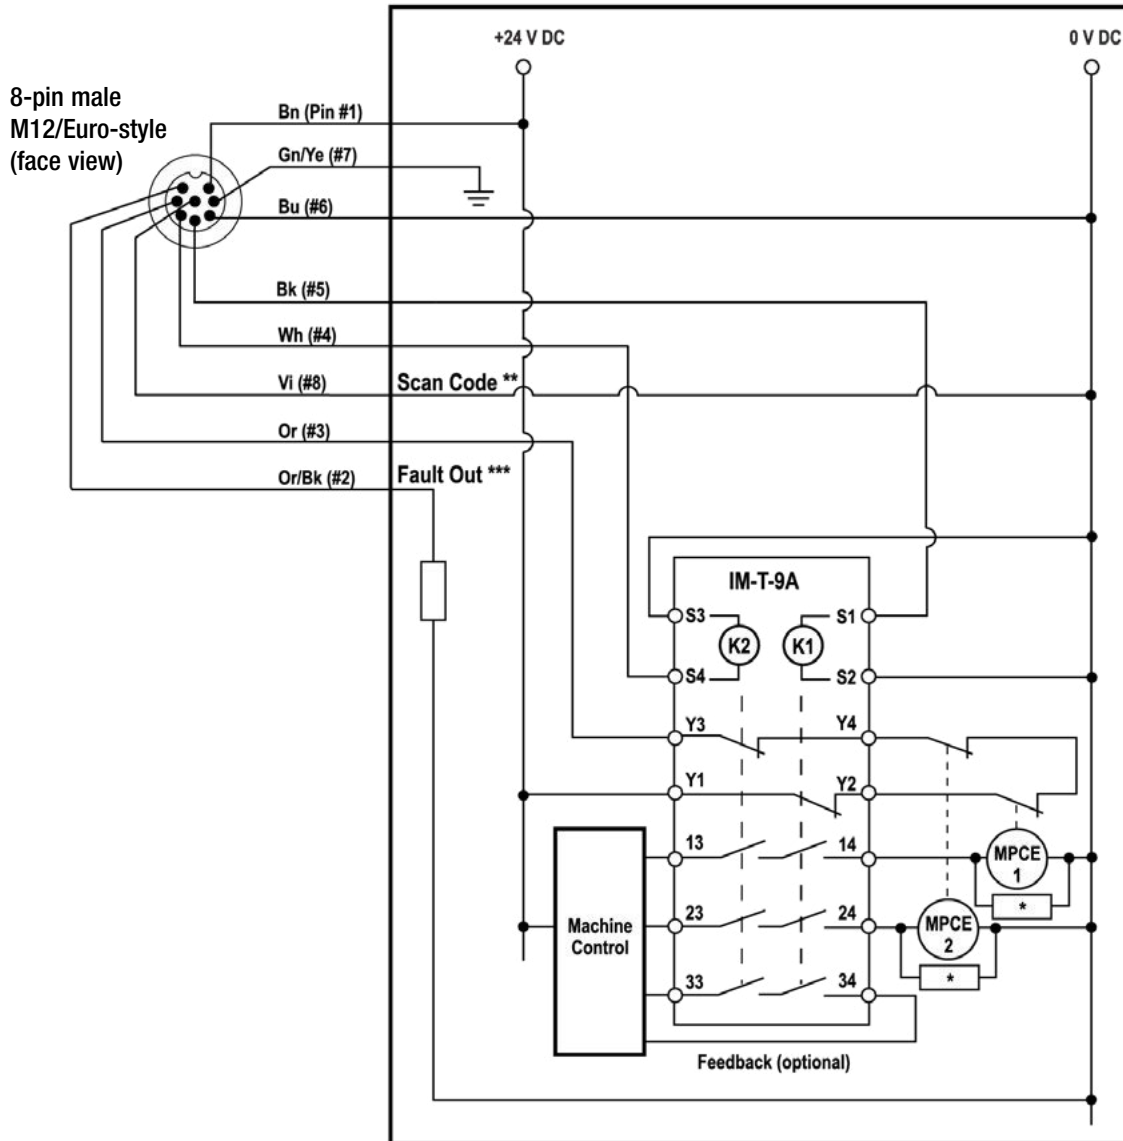 +24 V DC
0 V DC
8-pin male
M12/Euro-style
(face view)
Bn (Pin #1)
Gn/Ye (#7)
Bu (#6)
Bk (#5)
Wh (#4)
Vi (#8)
Scan Code **
Or (#3)
Or/Bk (#2)
Fault Out ***
IM-T-9A
S3
S1
K2
K1
S4
S2
Y3
Y4
Y1
Y2
13
14
MPCE
1
*
23
24
Machine
Control
MPCE
2
*
33
34
Feedback (optional)